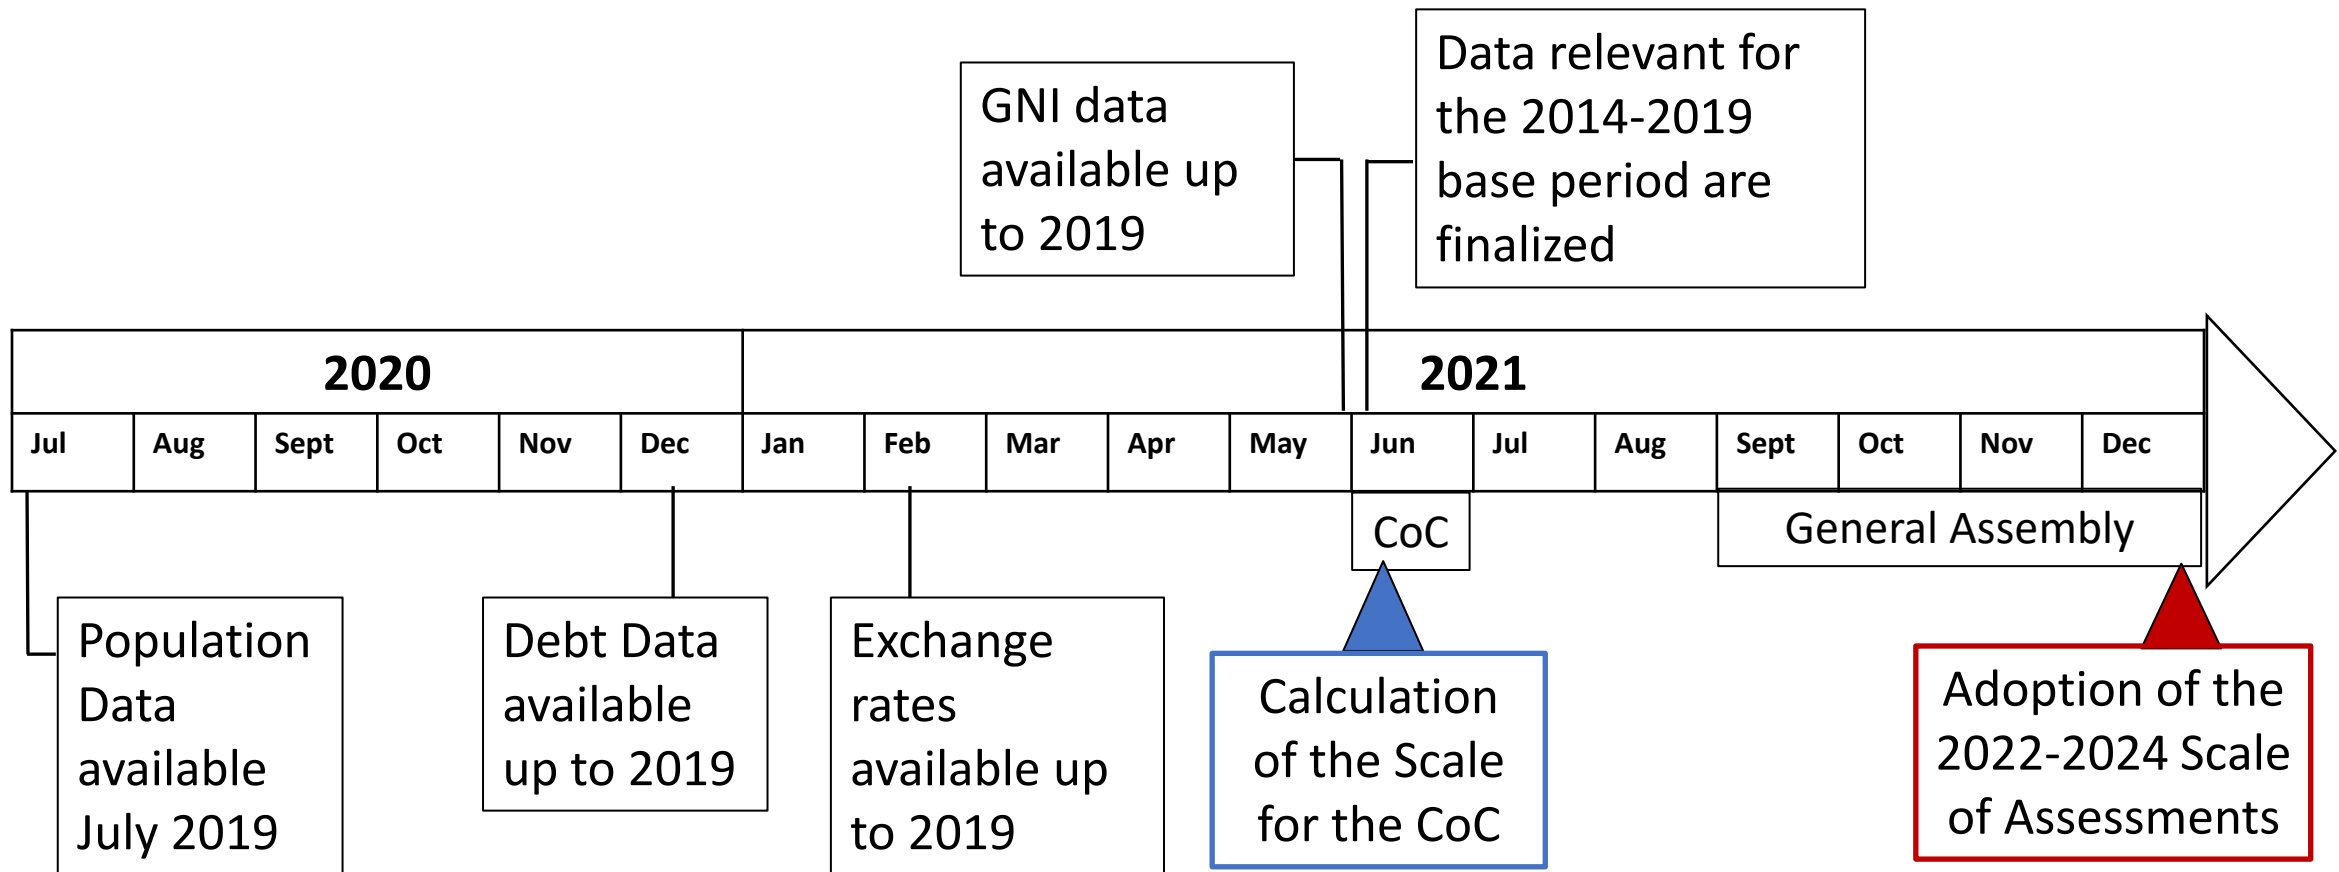 GNI data
available up
to 2019
Data relevant for
the 2014-2019
base period are
finalized
2020
2021
Jul Aug Sept Oct Nov Dec Jan Feb Mar Apr May Jun Jul Aug Sept Oct Nov Dec
CoC
General Assembly
Population
Data
available
July 2019
Debt Data
available
up to 2019
Exchange
rates
available up
to 2019
Calculation
of the Scale
for the CoC
Adoption of the
2022-2024 Scale
of Assessments